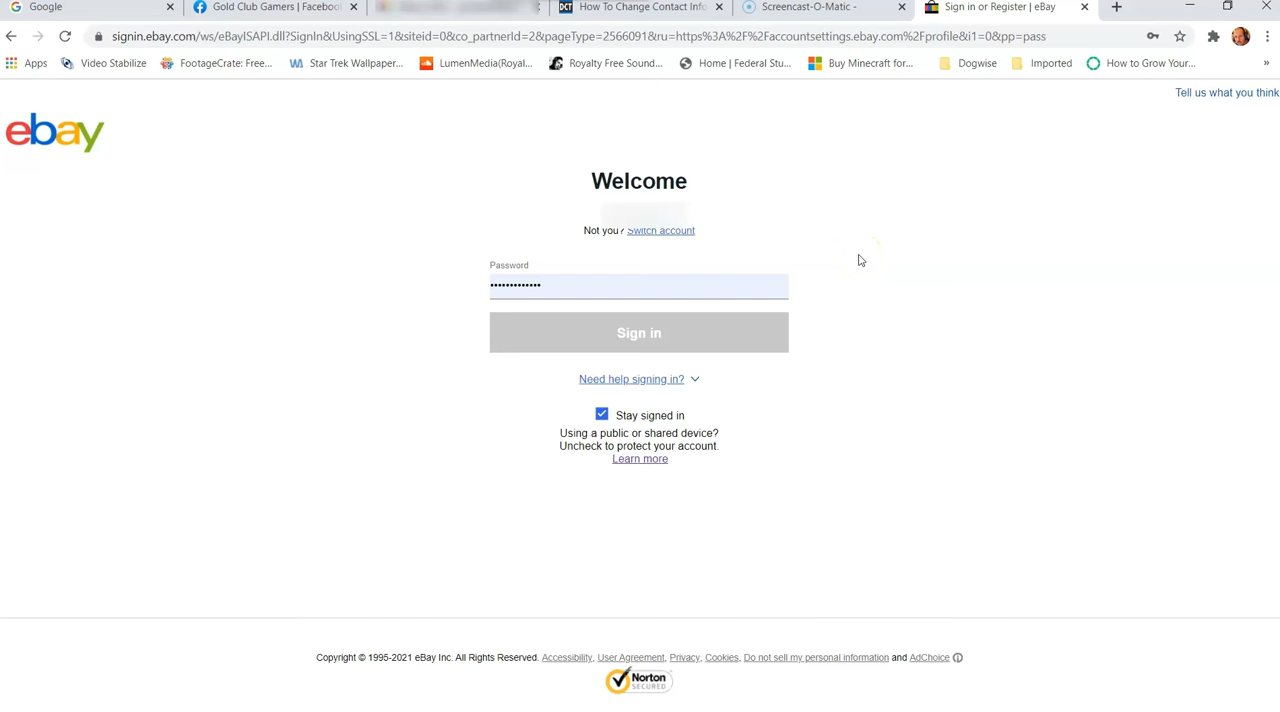 Google
Gold Club Gamers | Facebook
How To Change Contact Info
Screencast-O-Matic -
Sign in or Register | eBay
signin.ebay.com/ws/eBayISAPI.dll?SignIn&UsingSSL=1&siteid=0&co_partnerId=2&pageType=2566091&ru=https%3A%2F%2Faccountsettings.ebay.com%2Fprofile&i1=0&pp=pass
Apps
Video Stabilize
FootageCrate: Free...
Star Trek Wallpaper...
LumenMedia(Royal...
Royalty Free Sound...
Home | Federal Stu...
Buy Minecraft for...
Dogwise
Imported
How to Grow Your...
»
Tell us what you think
ebay
Welcome
Not you? Switch account
Password
•••••••••••••
Sign in
Need help signing in?
Stay signed in
Using a public or shared device?
Uncheck to protect your account.
Learn more
Copyright © 1995-2021 eBay Inc. All Rights Reserved. Accessibility, User Agreement, Privacy, Cookies, Do not sell my personal information and AdChoice
Norton
SECURED